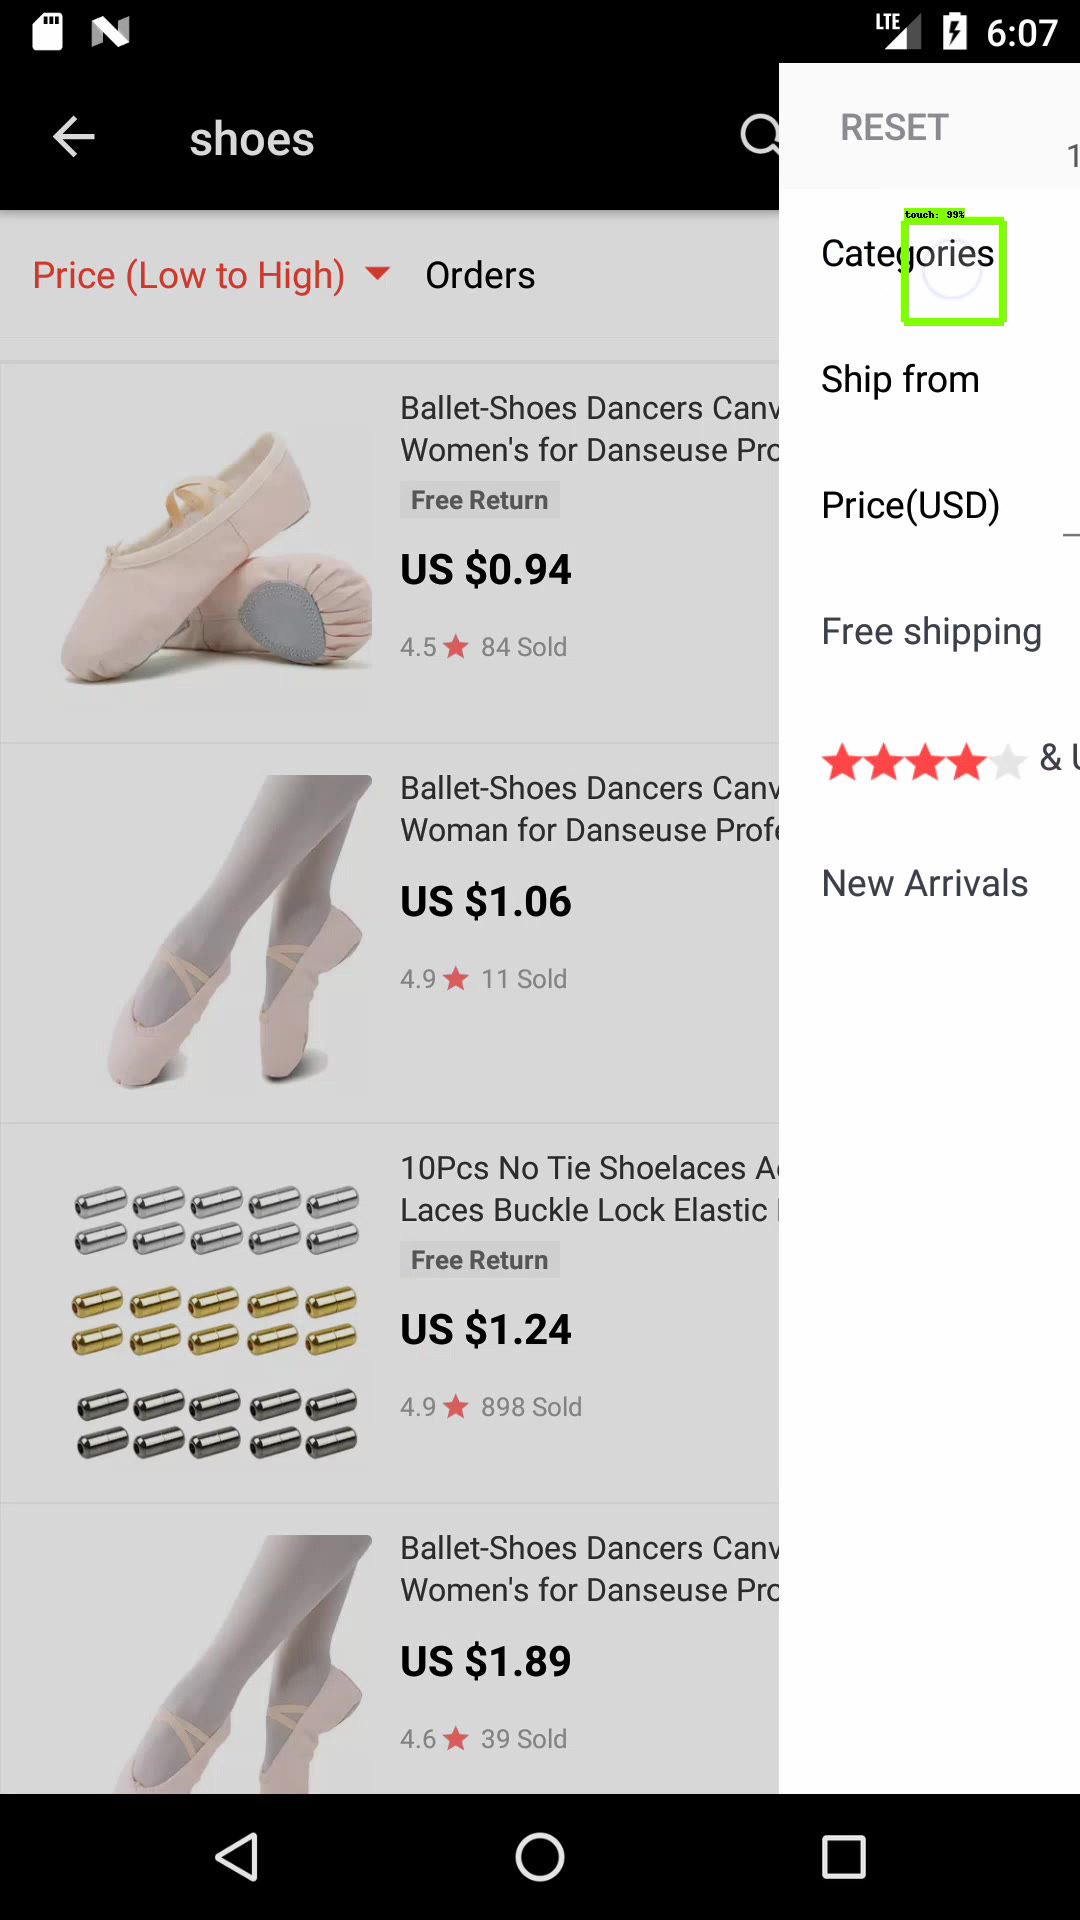 LTE 6:07
shoes
RESET
1
touch: 99%
Categories
Price (Low to High) Orders
Ship from
Price(USD)
Free shipping
& U
New Arrivals
Ballet-Shoes Dancers Canv
Women's for Danseuse Pro
Free Return
US $0.94
4.5 84 Sold
Ballet-Shoes Dancers Canv
Woman for Danseuse Profe
US $1.06
4.9 11 Sold
10Pcs No Tie Shoelaces A
Laces Buckle Lock Elastic
Free Return
US $1.24
4.9 898 Sold
Ballet-Shoes Dancers Canv
Women's for Danseuse Pro
US $1.89
4.6 39 Sold